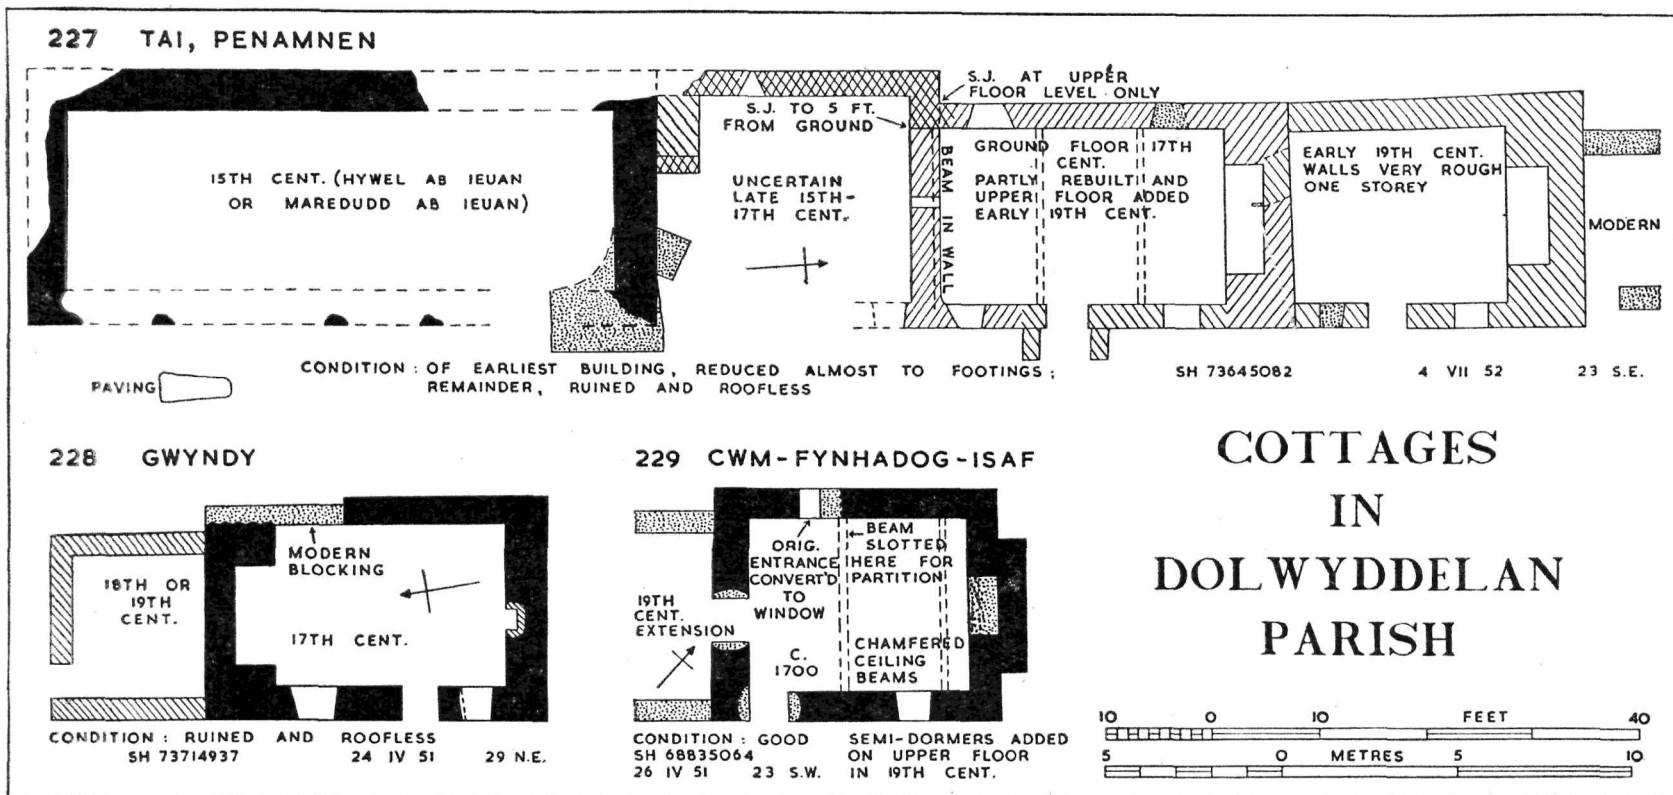 227 TAI, PENAMNEN
S.J. AT UPPER
FLOOR LEVEL ONLY
S.J. TO 5 FT.
FROM GROUND
15TH CENT. (HYWEL AB IEUAN
OR MAREDUDD AB IEUAN)
UNCERTAIN
LATE 15TH-
17TH CENT.
BEAM IN WALL
GROUND FLOOR 17TH
CENT.
PARTLY REBUILT AND
UPPER FLOOR ADDED
EARLY 19TH CENT.
EARLY 19TH CENT.
WALLS VERY ROUGH
ONE STOREY
MODERN
PAVING
CONDITION : OF EARLIEST BUILDING, REDUCED ALMOST TO FOOTINGS ;
REMAINDER, RUINED AND ROOFLESS
SH 73645082 4 VII 52 23 S.E.
228 GWYNDY
MODERN
BLOCKING
18TH OR
19TH
CENT.
17TH CENT.
CONDITION : RUINED AND ROOFLESS
SH 73714937 24 IV 51 29 N.E.
229 CWM-FYNHADOG-ISAF
ORIG.
ENTRANCE
CONVERT'D
TO
WINDOW
BEAM
SLOTTED
HERE FOR
PARTITION
19TH
CENT.
EXTENSION
C.
1700
CHAMFERED
CEILING
BEAMS
CONDITION : GOOD
SH 68835064
26 IV 51 23 S.W.
SEMI-DORMERS ADDED
ON UPPER FLOOR
IN 19TH CENT.
COTTAGES
IN
DOLWYDDELAN
PARISH
10 0 10 FEET 40
5 0 METRES 5 10